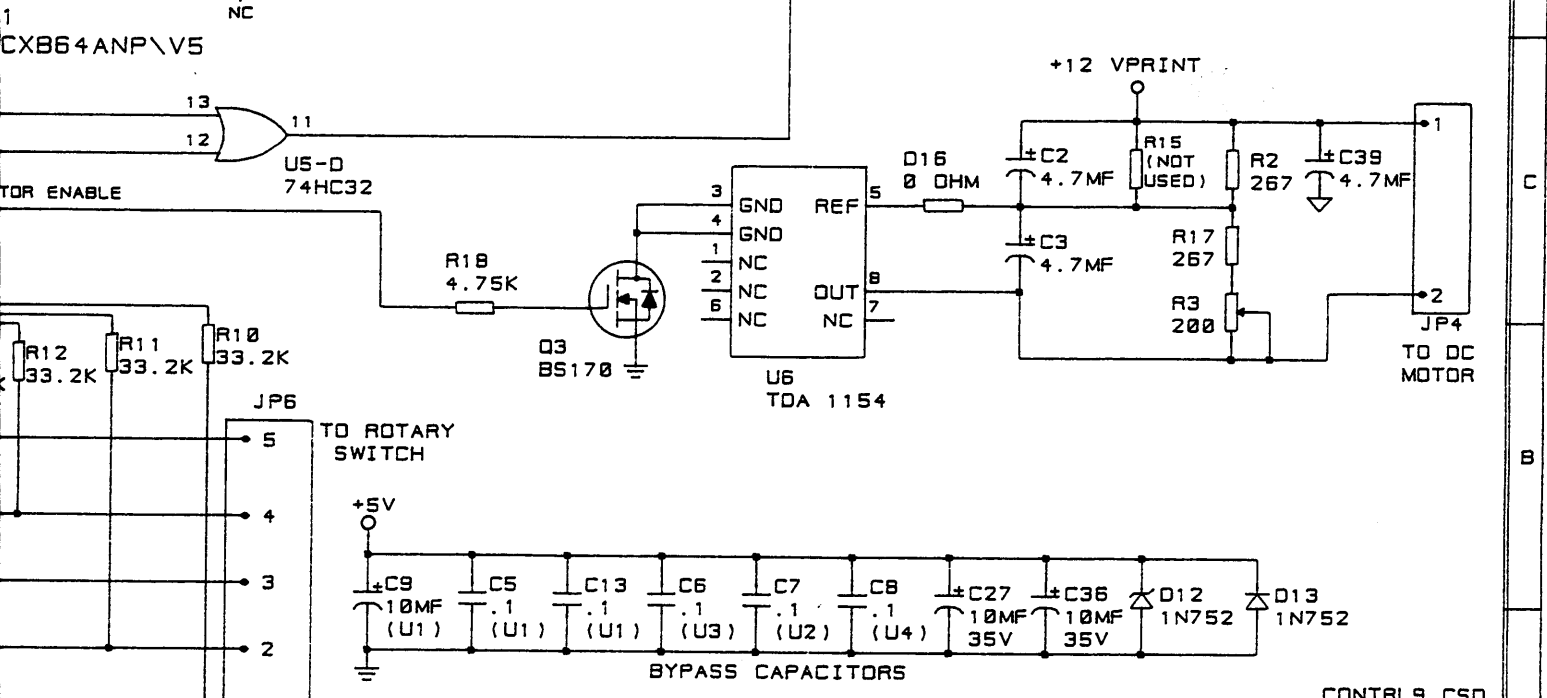 NC
1
CX864ANP\V5
13
12
11
U5-D
74HC32
TOR ENABLE
R18
4.75K
Q3
BS170
3
4
1
2
6
GND
GND
NC
NC
NC
REF
OUT
NC
5
8
7
U6
TDA 1154
D16
0 OHM
+12 VPRINT
+C2
4.7MF
+C3
4.7MF
R15
(NOT
USED)
R2
267
+C39
4.7MF
R17
267
R3
200
1
2
JP4
TO DC
MOTOR
C
B
R12
33.2K
R11
33.2K
R10
33.2K
JP6
TO ROTARY
SWITCH
5
4
3
2
+5V
+C9
10MF
(U1)
C5
.1
(U1)
C13
.1
(U1)
C6
.1
(U3)
C7
.1
(U2)
C8
.1
(U4)
+C27
10MF
35V
+C36
10MF
35V
D12
1N752
D13
1N752
BYPASS CAPACITORS